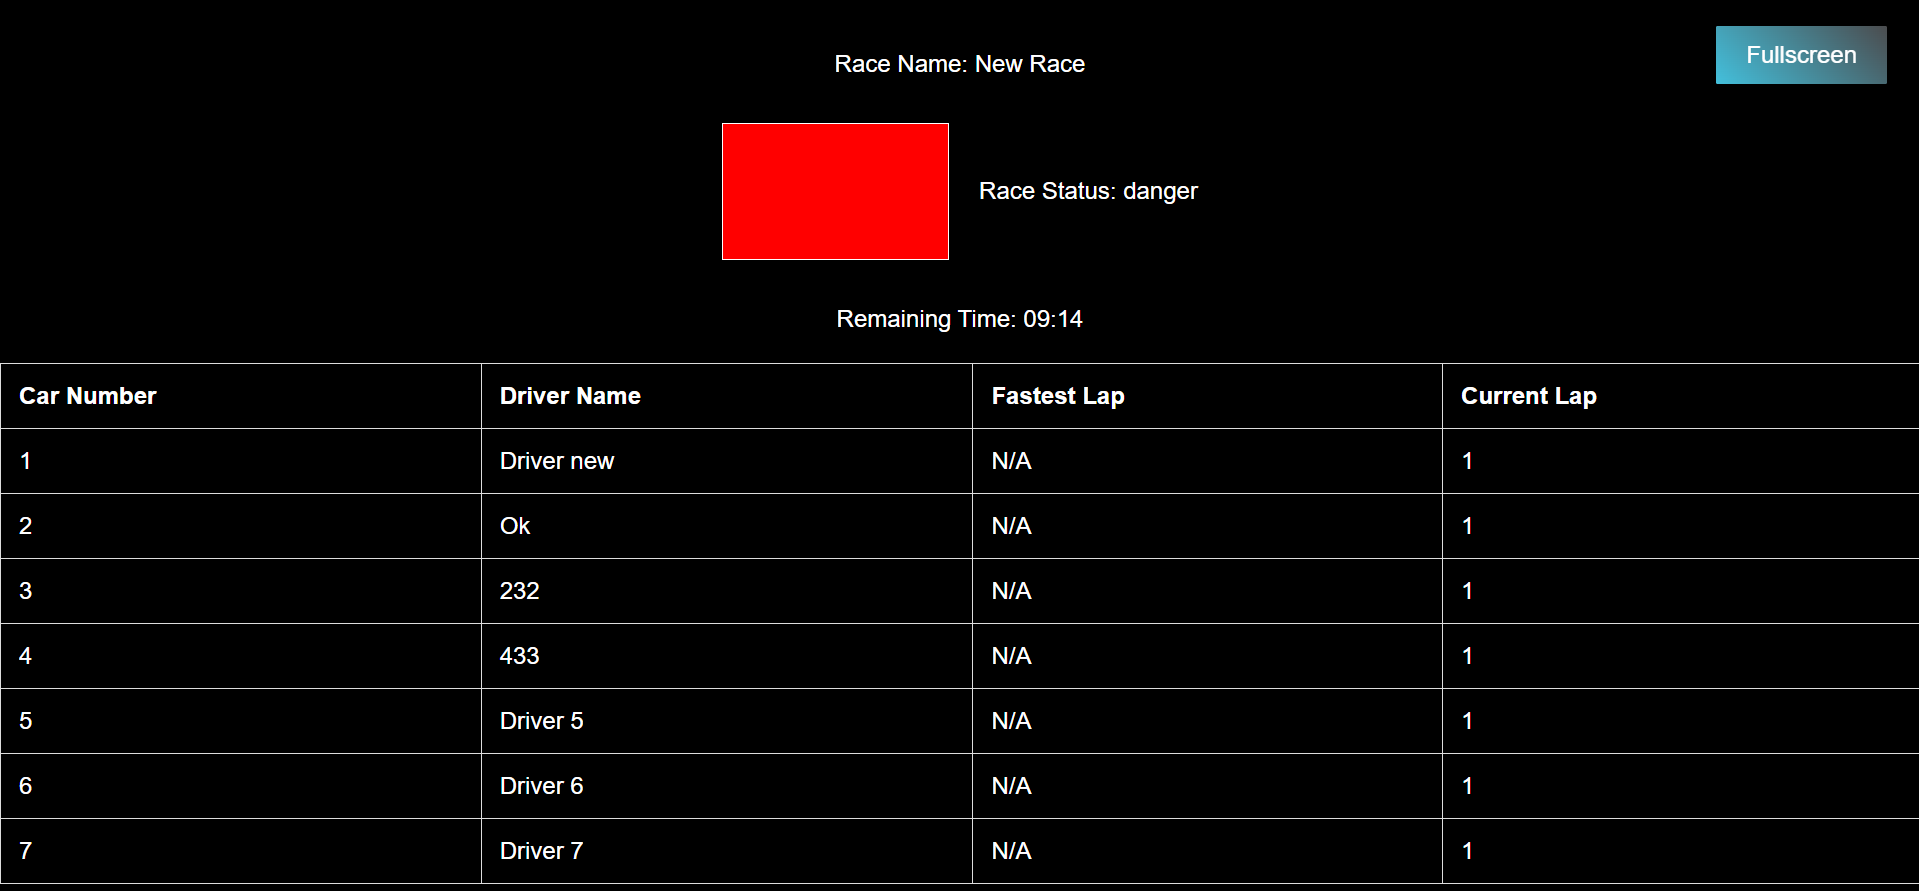 Fullscreen
Race Name: New Race
Race Status: danger
Remaining Time: 09:14
Car Number Driver Name Fastest Lap Current Lap
1 Driver new N/A 1
2 Ok N/A 1
3 232 N/A 1
4 433 N/A 1
5 Driver 5 N/A 1
6 Driver 6 N/A 1
7 Driver 7 N/A 1